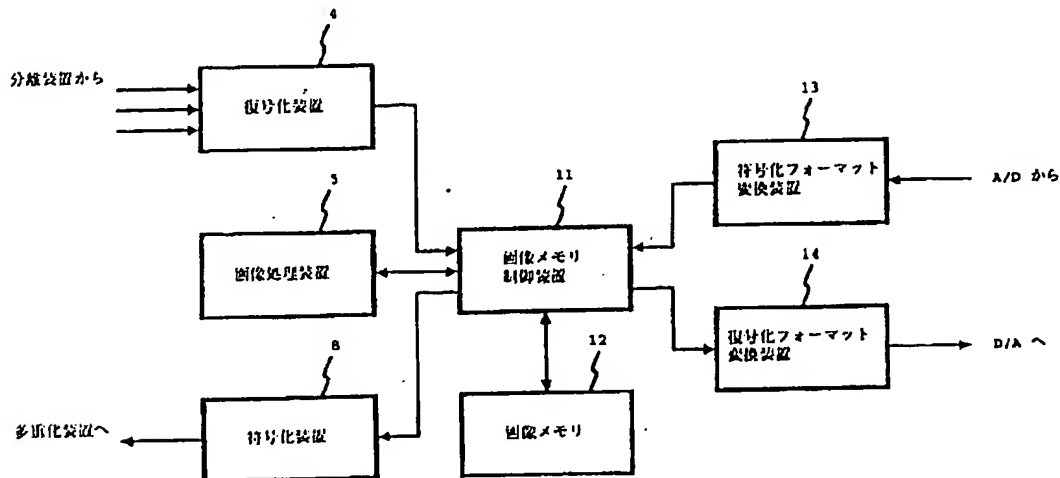 4
分離装置から
復号化装置
13
符号化フォーマット
変換装置
A/D から
5
11
画像処理装置
画像メモリ
制御装置
14
復号化フォーマット
変換装置
D/A へ
8
12
多重化装置へ
符号化装置
画像メモリ